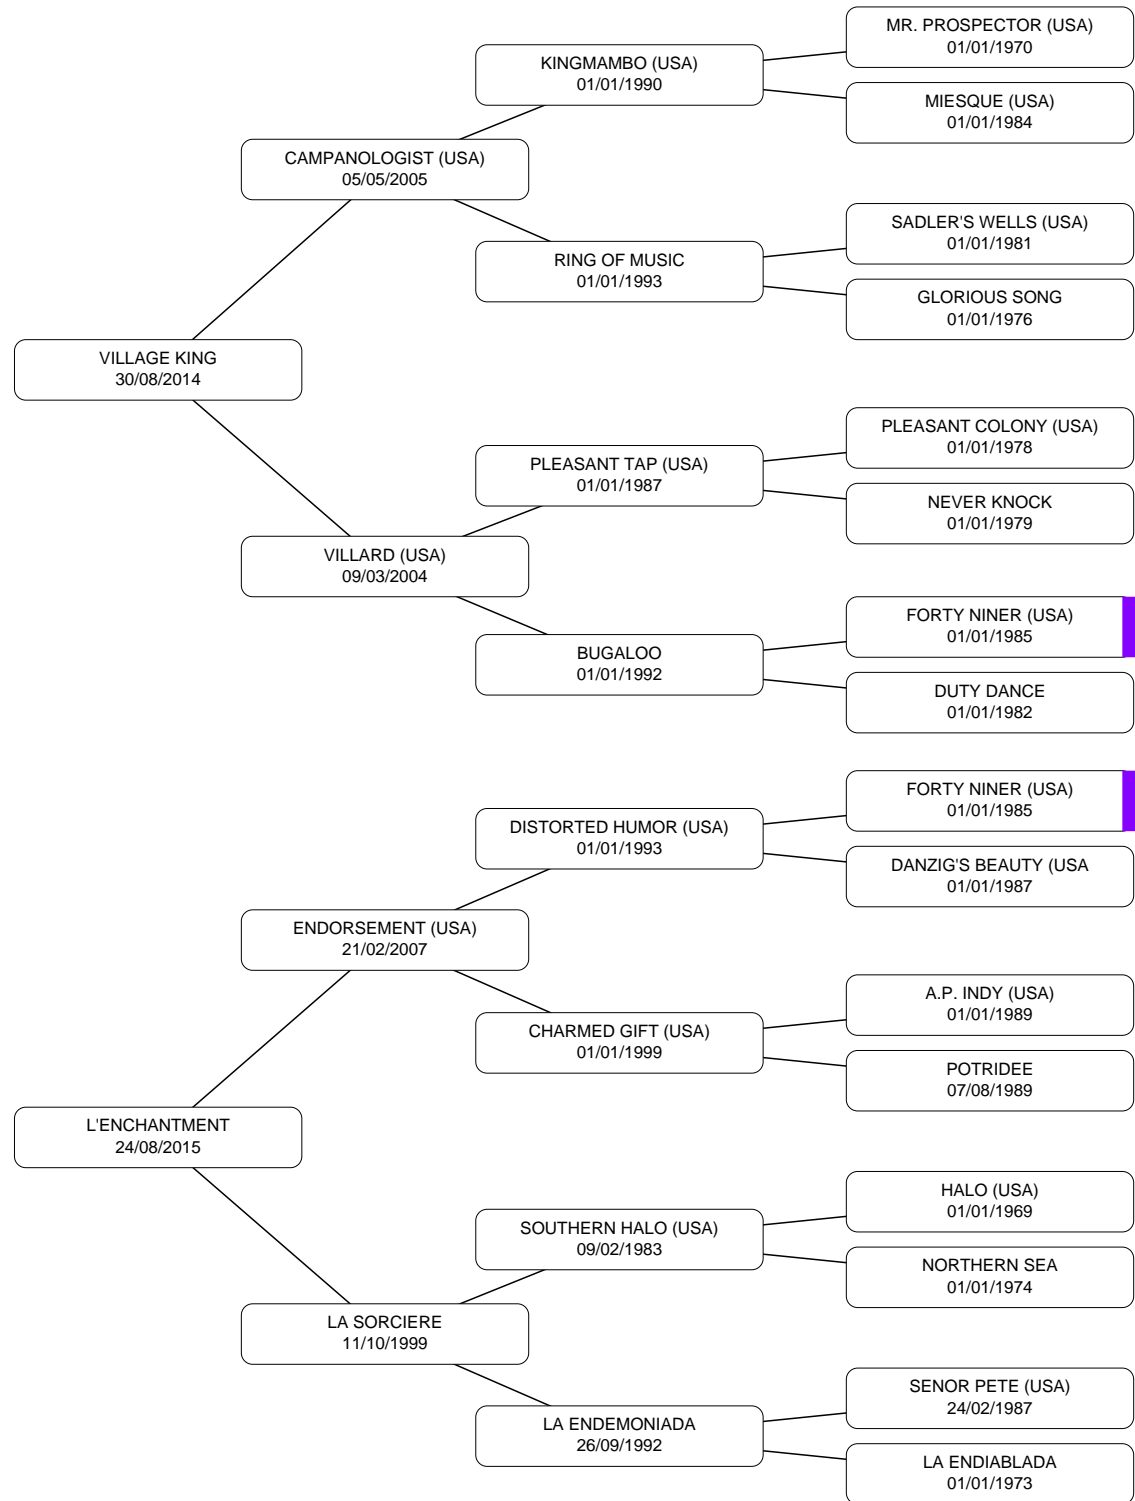 MR. PROSPECTOR (USA)
01/01/1970
KINGMAMBO (USA)
01/01/1990
MIESQUE (USA)
01/01/1984
CAMPANOLOGIST (USA)
05/05/2005
SADLER'S WELLS (USA)
01/01/1981
RING OF MUSIC
01/01/1993
GLORIOUS SONG
01/01/1976
VILLAGE KING
30/08/2014
PLEASANT COLONY (USA)
01/01/1978
PLEASANT TAP (USA)
01/01/1987
NEVER KNOCK
01/01/1979
VILLARD (USA)
09/03/2004
FORTY NINER (USA)
01/01/1985
BUGALOO
01/01/1992
DUTY DANCE
01/01/1982
FORTY NINER (USA)
01/01/1985
DISTORTED HUMOR (USA)
01/01/1993
DANZIG'S BEAUTY (USA
01/01/1987
ENDORSEMENT (USA)
21/02/2007
A.P. INDY (USA)
01/01/1989
CHARMED GIFT (USA)
01/01/1999
POTRIDEE
07/08/1989
L'ENCHANTMENT
24/08/2015
HALO (USA)
01/01/1969
SOUTHERN HALO (USA)
09/02/1983
NORTHERN SEA
01/01/1974
LA SORCIERE
11/10/1999
SENOR PETE (USA)
24/02/1987
LA ENDEMONIADA
26/09/1992
LA ENDIABLADA
01/01/1973